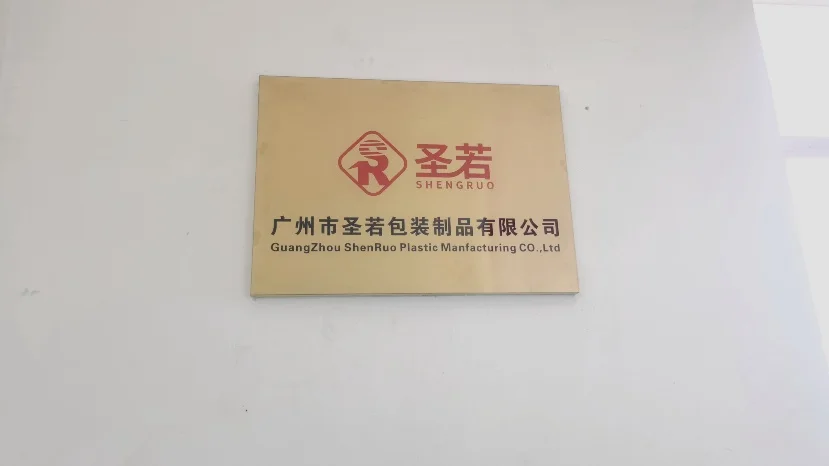 圣若
SHENGRUO
广州市圣若包装制品有限公司
GuangZhou ShenRuo Plastic Manfacturing CO.,Ltd